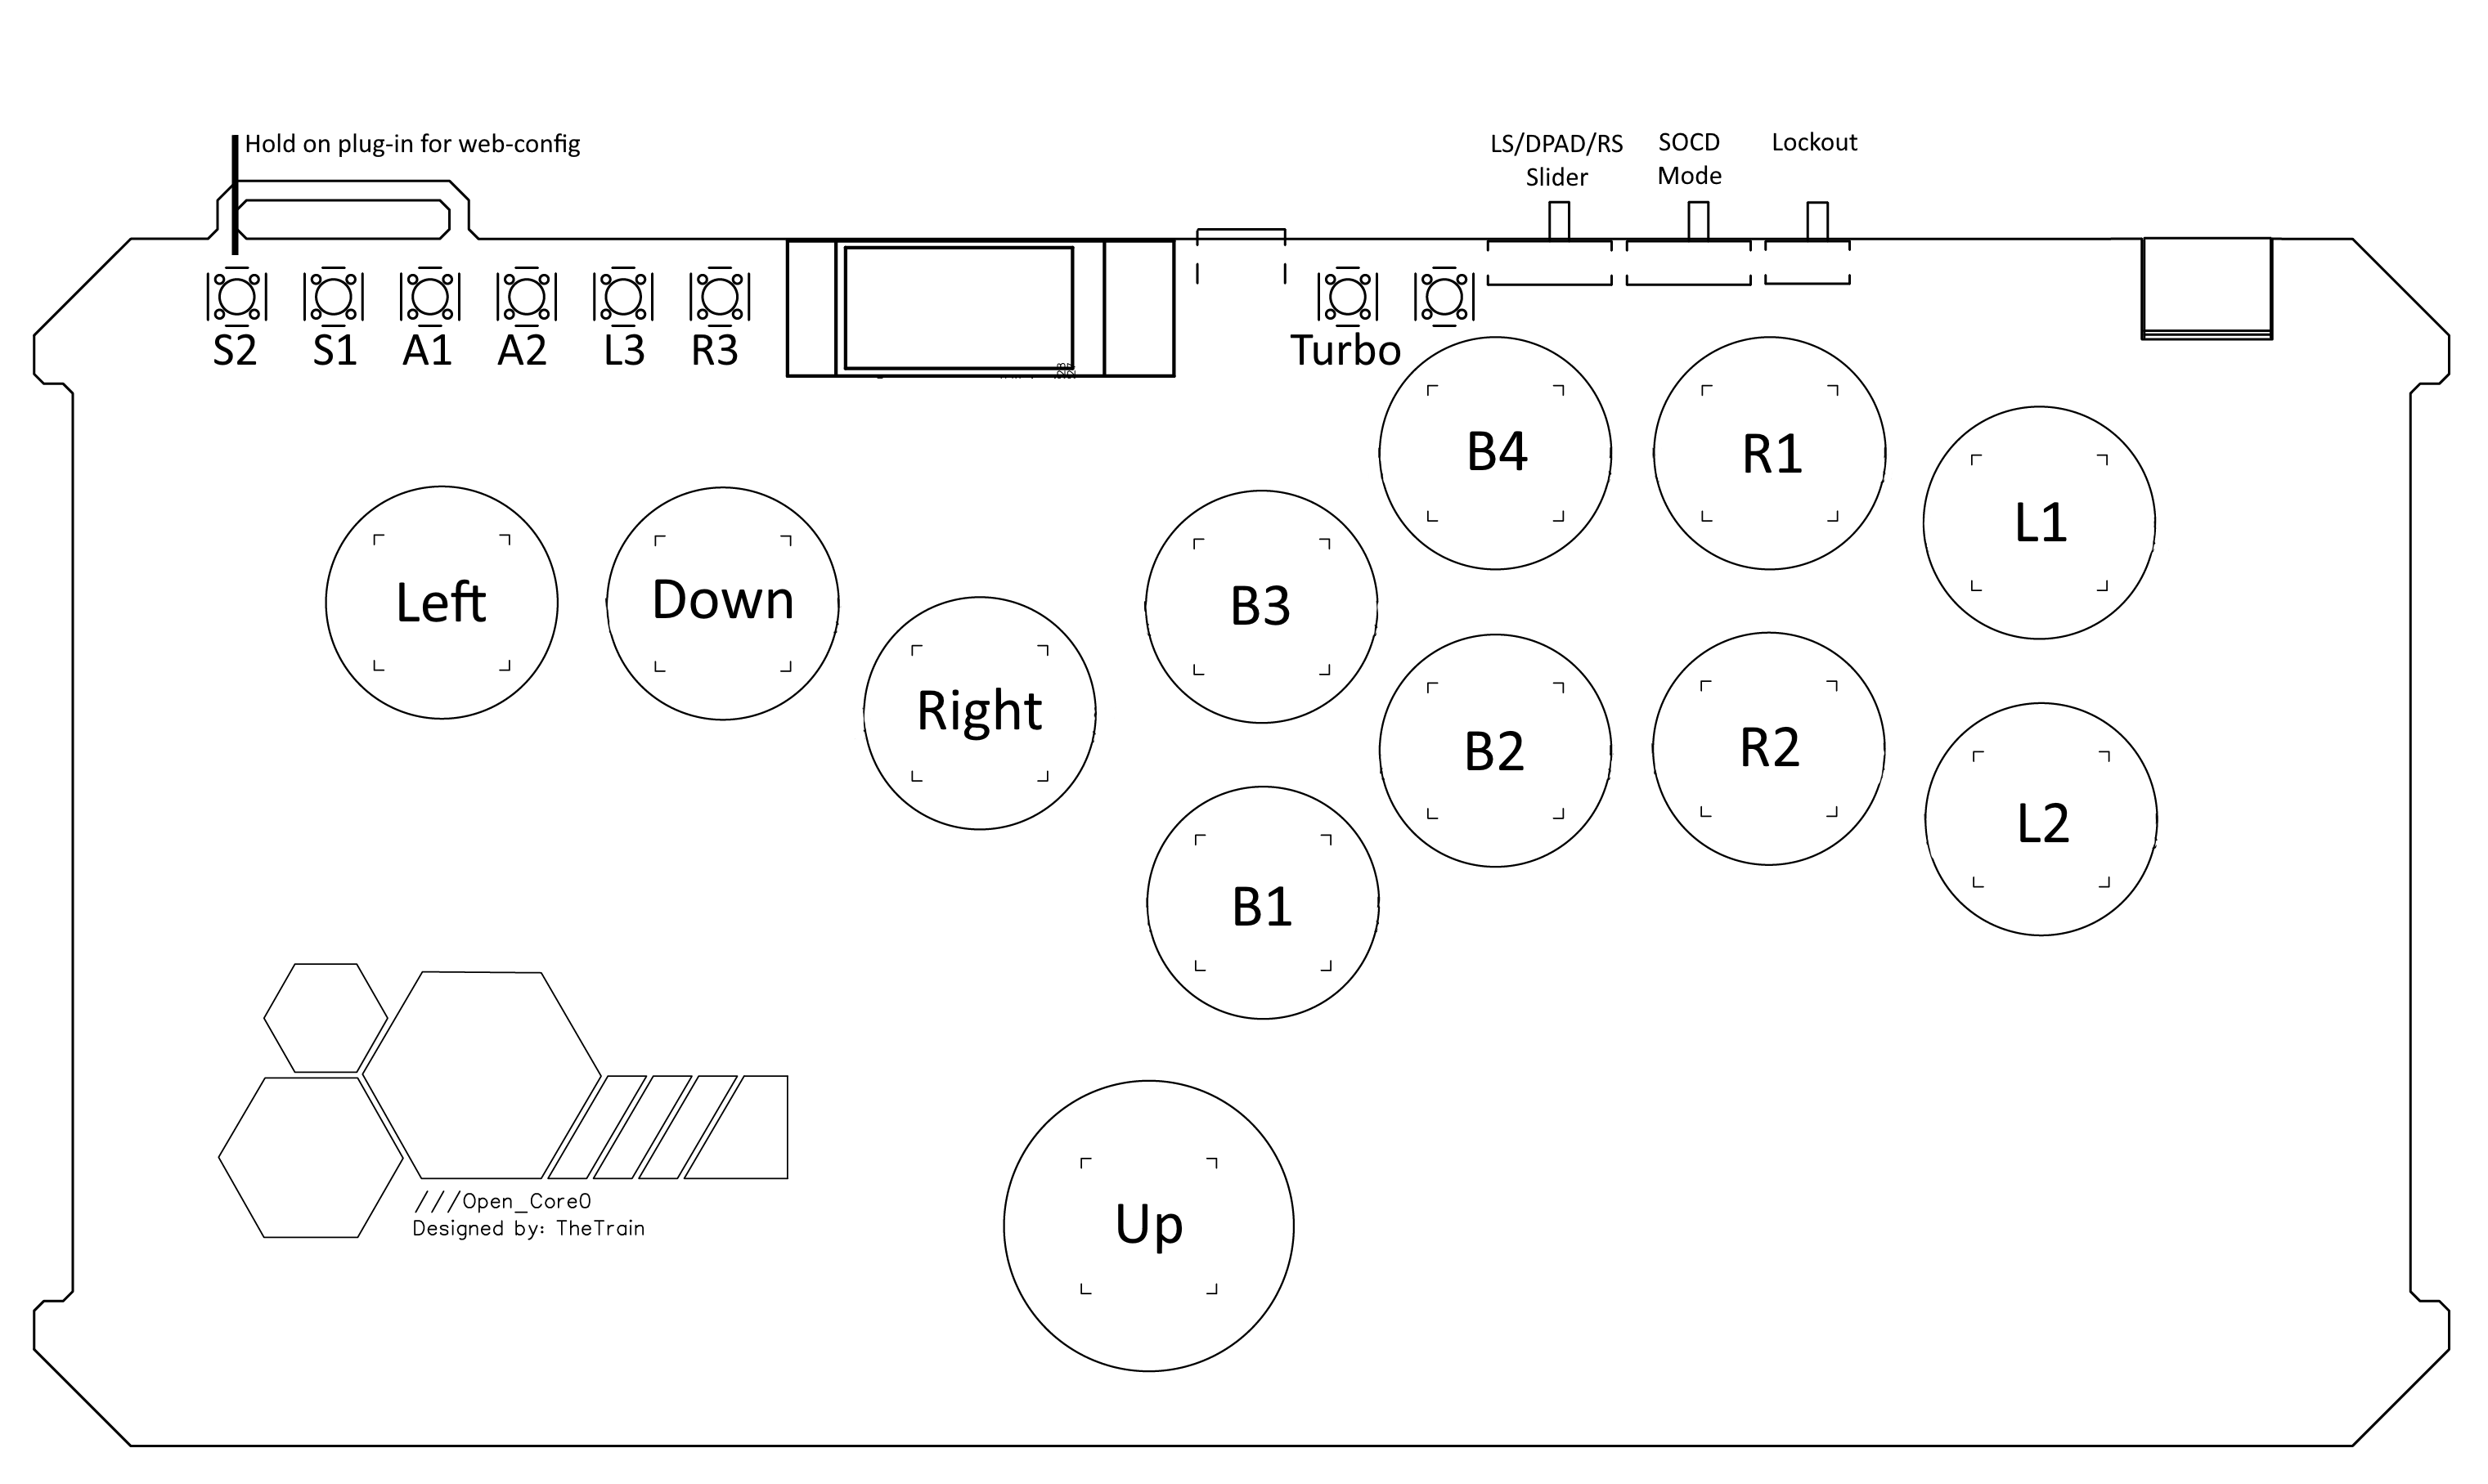 Hold on plug-in for web-config
LS/DPAD/RS
Slider
SOCD
Mode
Lockout
S2
S1
A1
A2
L3
R3
Turbo
B4
R1
L1
Left
Down
B3
Right
B2
R2
L2
B1
Up
///Open_Core0
Designed by: TheTrain